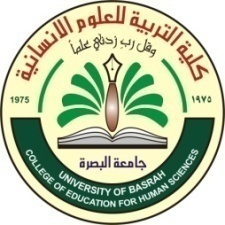 كلية التربية للعلوم الإنسانية
وقل رب زدني علماً
1975 ١٩٧٥
جامعة البصرة
UNIVERSITY OF BASRAH
COLLEGE OF EDUCATION FOR HUMAN SCIENCES